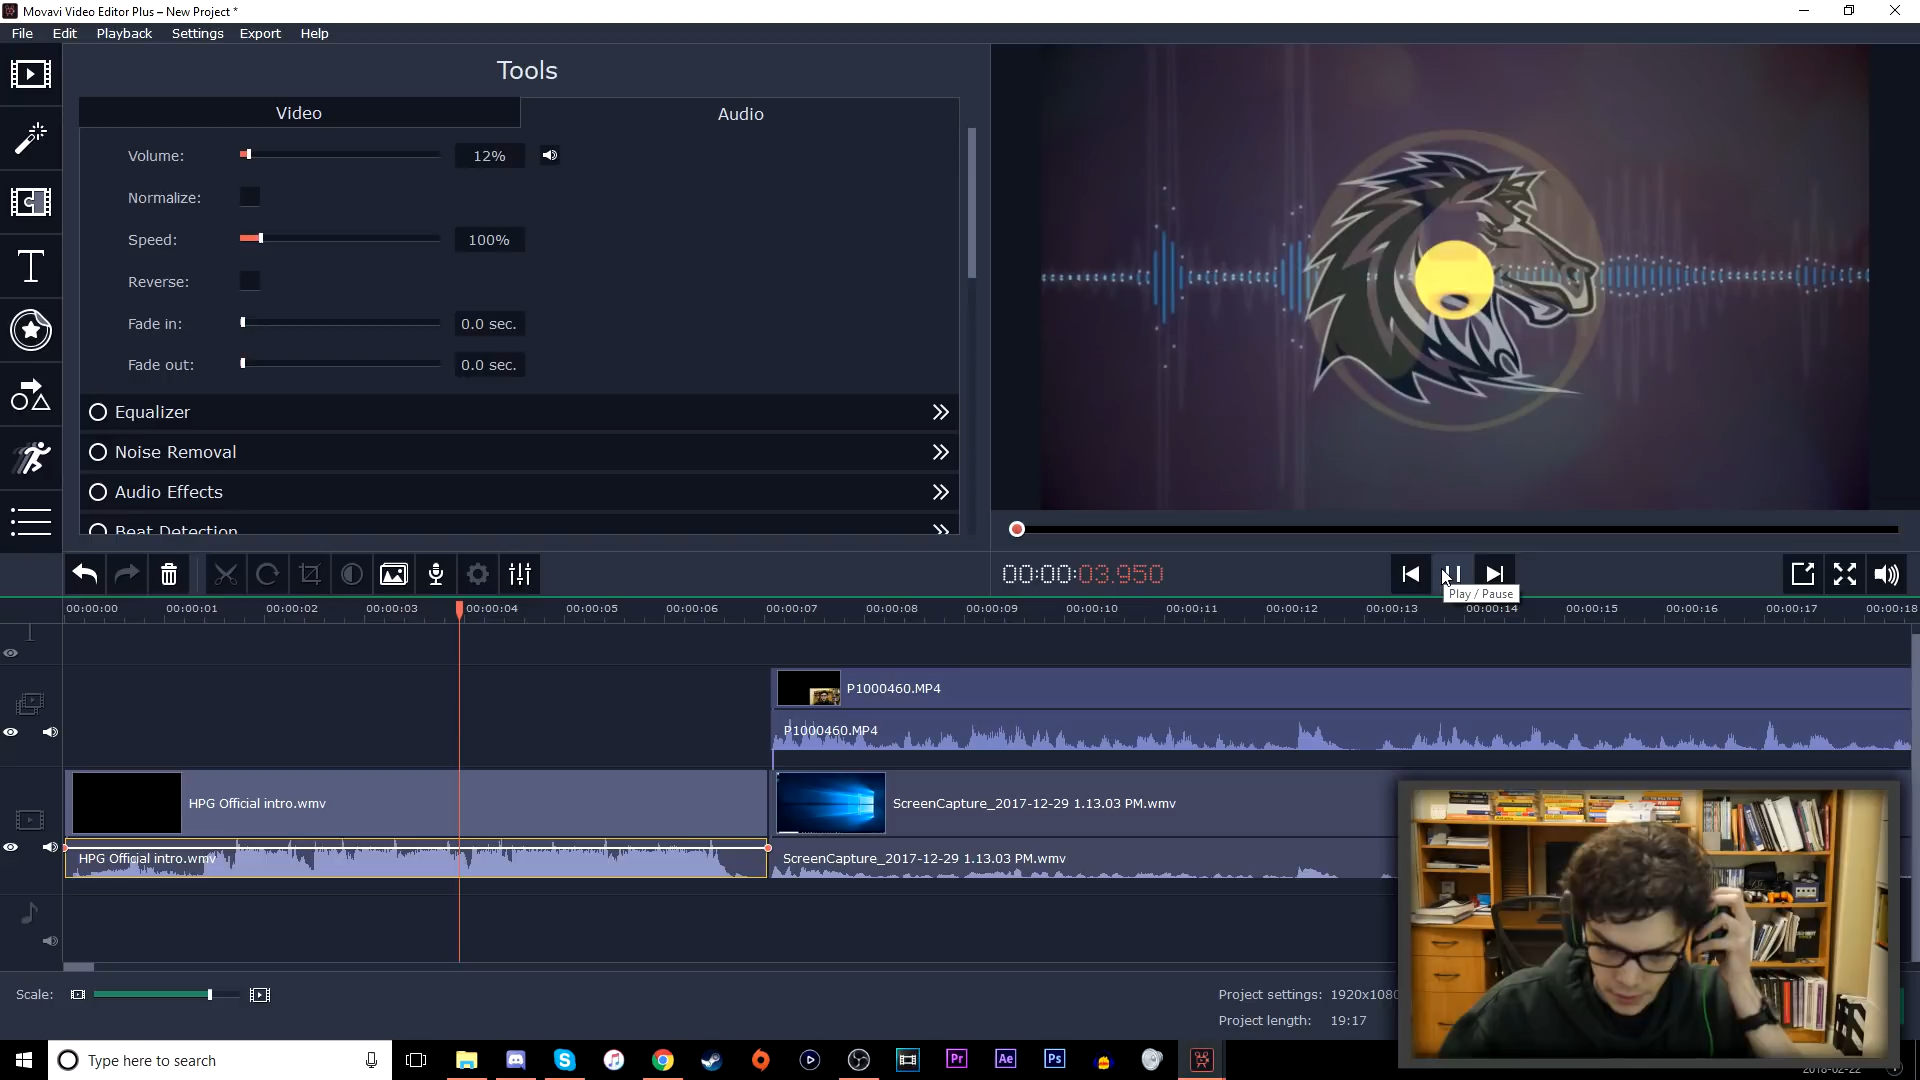 Movavi Video Editor Plus – New Project *
File Edit Playback Settings Export Help
Tools
Video Audio
Volume: 12%
Normalize:
Speed: 100%
Reverse:
Fade in: 0.0 sec.
Fade out: 0.0 sec.
Equalizer
Noise Removal
Audio Effects
Beat Detection
00:00:03.950
Play / Pause
00:00:00 00:00:01 00:00:02 00:00:03 00:00:04 00:00:05 00:00:06 00:00:07 00:00:08 00:00:09 00:00:10 00:00:11 00:00:12 00:00:13 00:00:14 00:00:15 00:00:16 00:00:17 00:00:18
P1000460.MP4
P1000460.MP4
HPG Official intro.wmv ScreenCapture_2017-12-29 1.13.03 PM.wmv
HPG Official intro.wmv ScreenCapture_2017-12-29 1.13.03 PM.wmv
Scale:
Project settings: 1920x1080
Project length: 19:17
Type here to search
Pr Ae Ps
2018-02-22